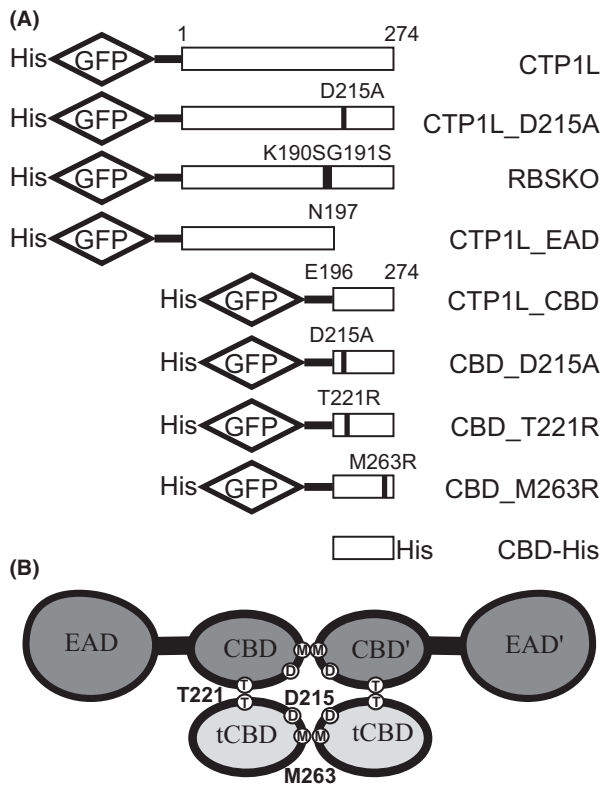 (A)
1 274
His GFP CTP1L
D215A
His GFP CTP1L_D215A
K190SG191S
His GFP RBSKO
N197
His GFP CTP1L_EAD
E196 274
His GFP CTP1L_CBD
D215A
His GFP CBD_D215A
T221R
His GFP CBD_T221R
M263R
His GFP CBD_M263R
His CBD-His
(B)
EAD CBD M M CBD' EAD'
D D
T221 T D215 T
T D D T
tCBD M M tCBD
M263